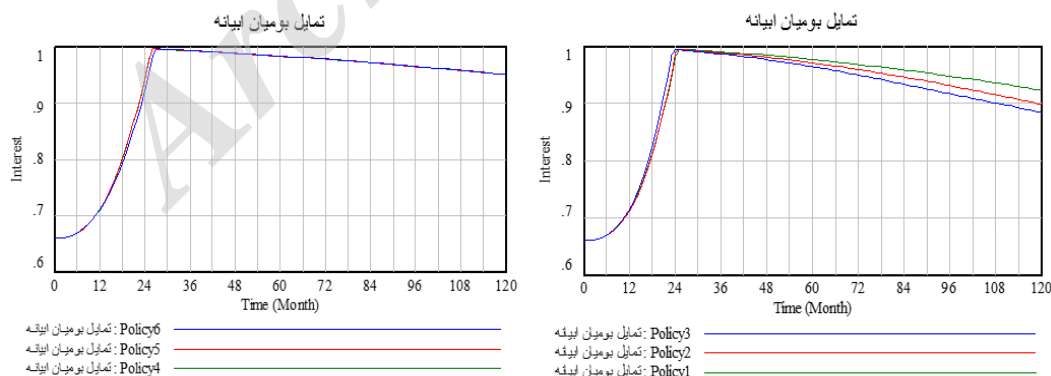 تمایل بومیان ابیانه
1
.9
.8
.7
.6
Interest
0 12 24 36 48 60 72 84 96 108 120
Time (Month)
تمایل بومیان ابیانه : Policy6
تمایل بومیان ابیانه : Policy5
تمایل بومیان ابیانه : Policy4
تمایل بومیان ابیانه
1
.9
.8
.7
.6
Interest
0 12 24 36 48 60 72 84 96 108 120
Time (Month)
تمایل بومیان ابیانه : Policy3
تمایل بومیان ابیانه : Policy2
تمایل بومیان ابیانه : Policy1